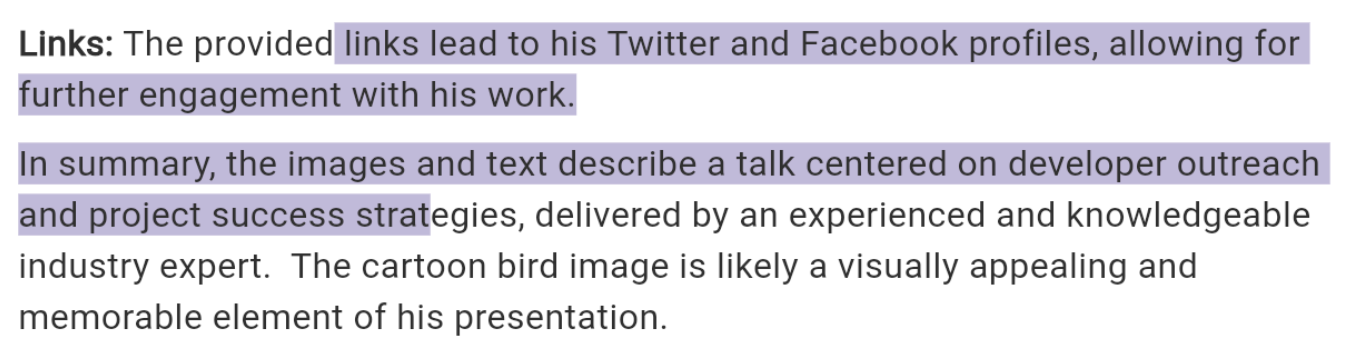 Links: The provided links lead to his Twitter and Facebook profiles, allowing for
further engagement with his work.
In summary, the images and text describe a talk centered on developer outreach
and project success strategies, delivered by an experienced and knowledgeable
industry expert.  The cartoon bird image is likely a visually appealing and
memorable element of his presentation.